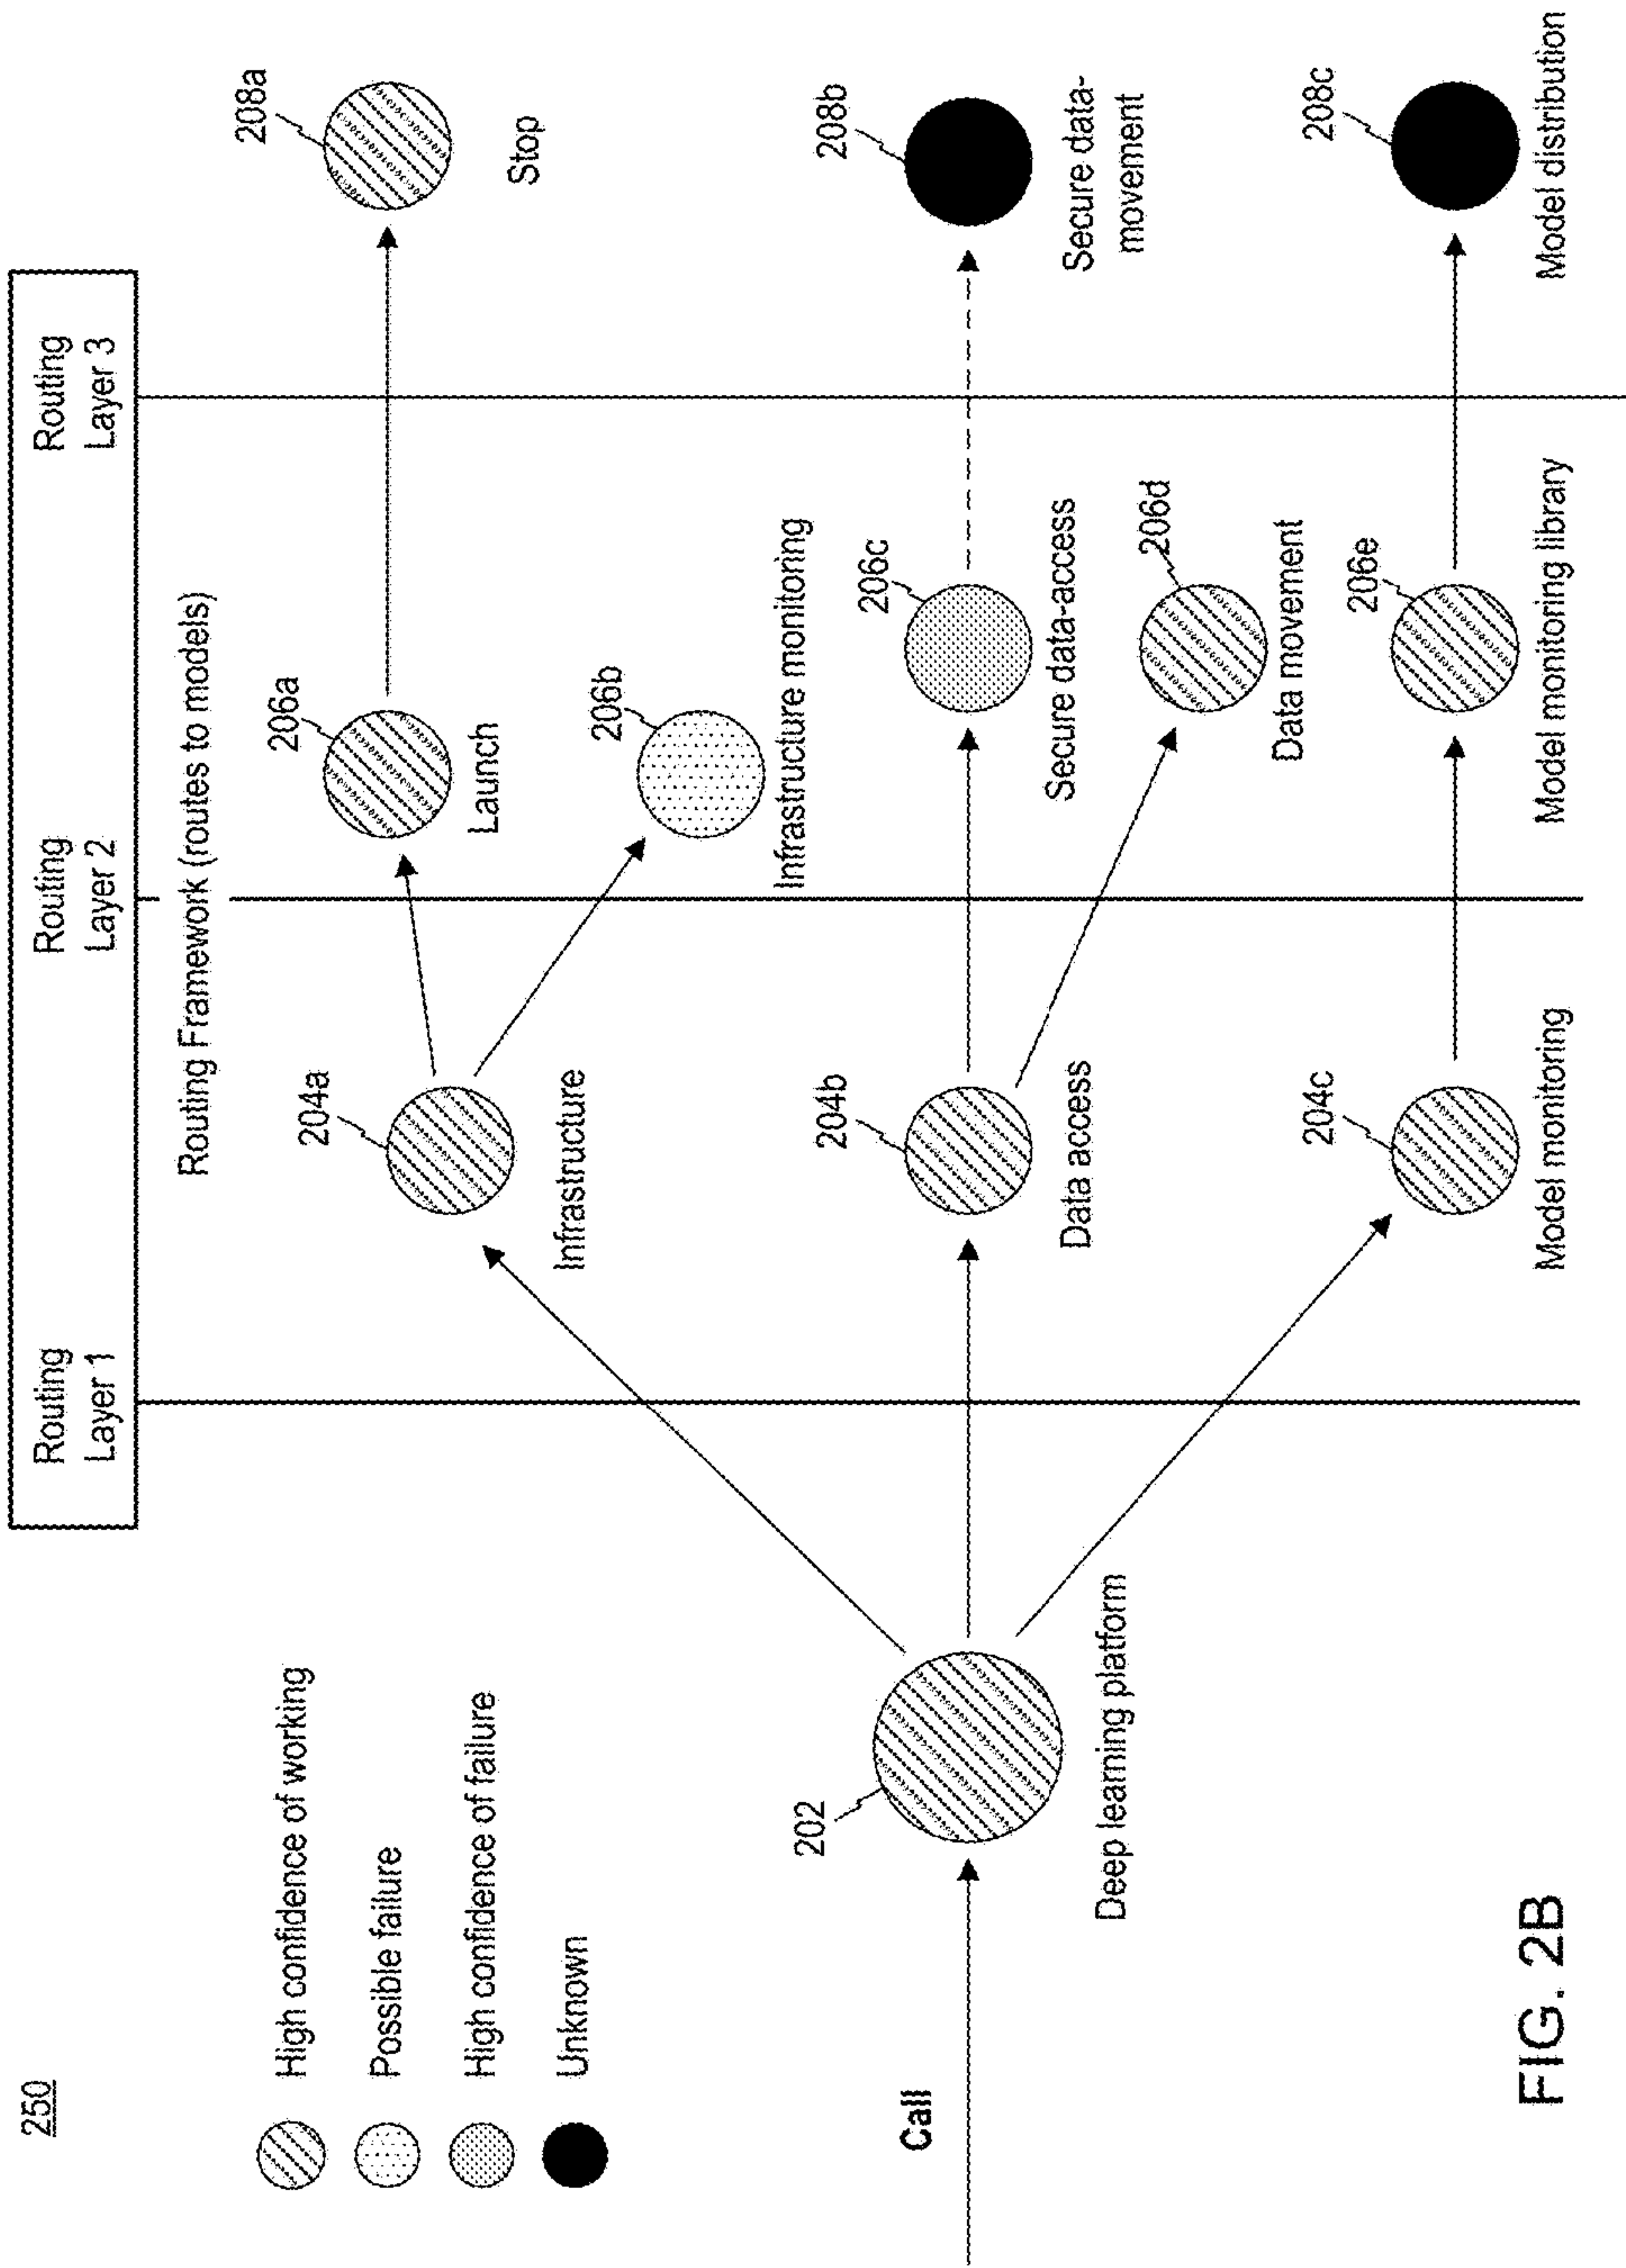 250
High confidence of working
Possible failure
High confidence of failure
Unknown
Routing
Layer 1
Routing
Layer 2
Routing
Layer 3
Routing Framework (routes to models)
Call
202
Deep learning platform
204a
Infrastructure
204b
Data access
204c
Model monitoring
206a
Launch
206b
Infrastructure monitoring
206c
Secure data-access
206d
Data movement
206e
Model monitoring library
208a
Stop
208b
Secure data-
movement
208c
Model distribution
FIG. 2B